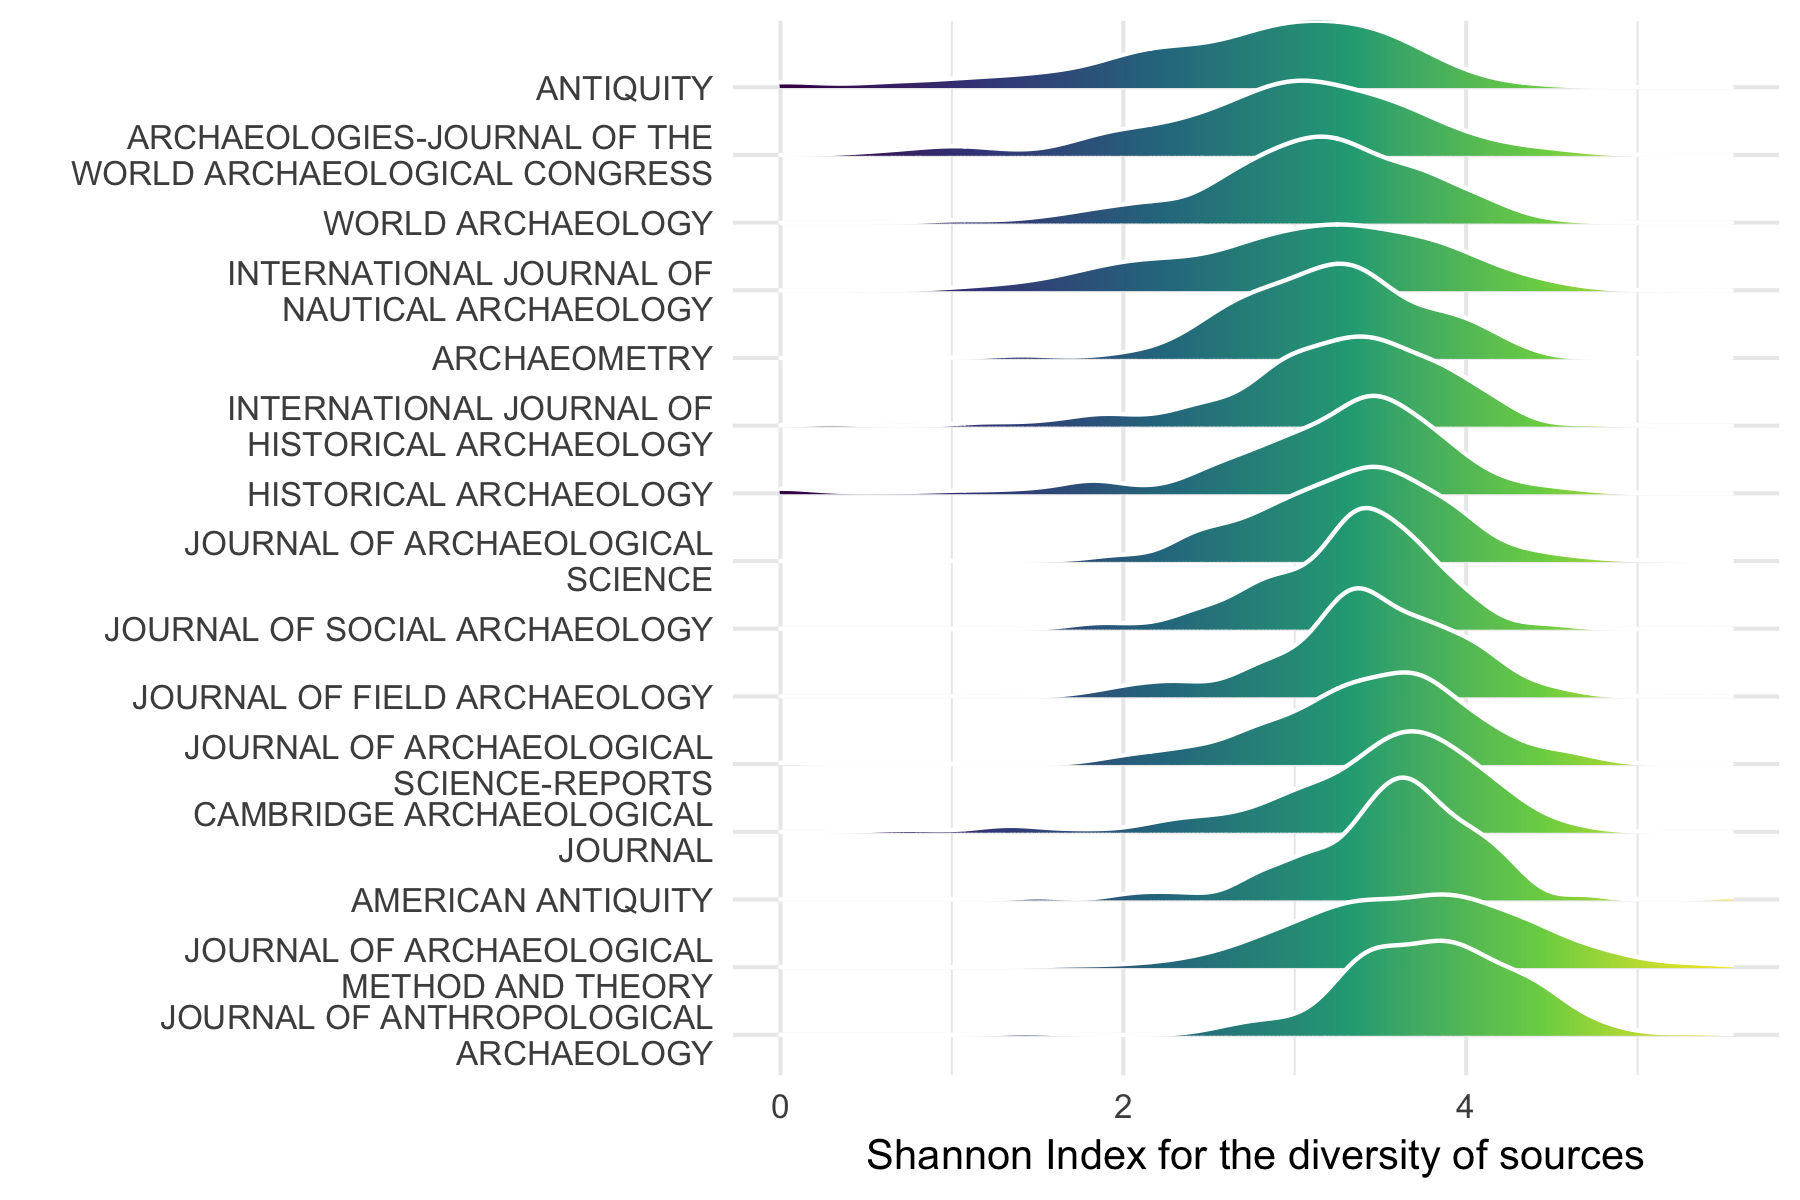 ANTIQUITY
ARCHAEOLOGIES-JOURNAL OF THE
WORLD ARCHAEOLOGICAL CONGRESS
WORLD ARCHAEOLOGY
INTERNATIONAL JOURNAL OF
NAUTICAL ARCHAEOLOGY
ARCHAEOMETRY
INTERNATIONAL JOURNAL OF
HISTORICAL ARCHAEOLOGY
HISTORICAL ARCHAEOLOGY
JOURNAL OF ARCHAEOLOGICAL
SCIENCE
JOURNAL OF SOCIAL ARCHAEOLOGY
JOURNAL OF FIELD ARCHAEOLOGY
JOURNAL OF ARCHAEOLOGICAL
SCIENCE-REPORTS
CAMBRIDGE ARCHAEOLOGICAL
JOURNAL
AMERICAN ANTIQUITY
JOURNAL OF ARCHAEOLOGICAL
METHOD AND THEORY
JOURNAL OF ANTHROPOLOGICAL
ARCHAEOLOGY
0 2 4
Shannon Index for the diversity of sources